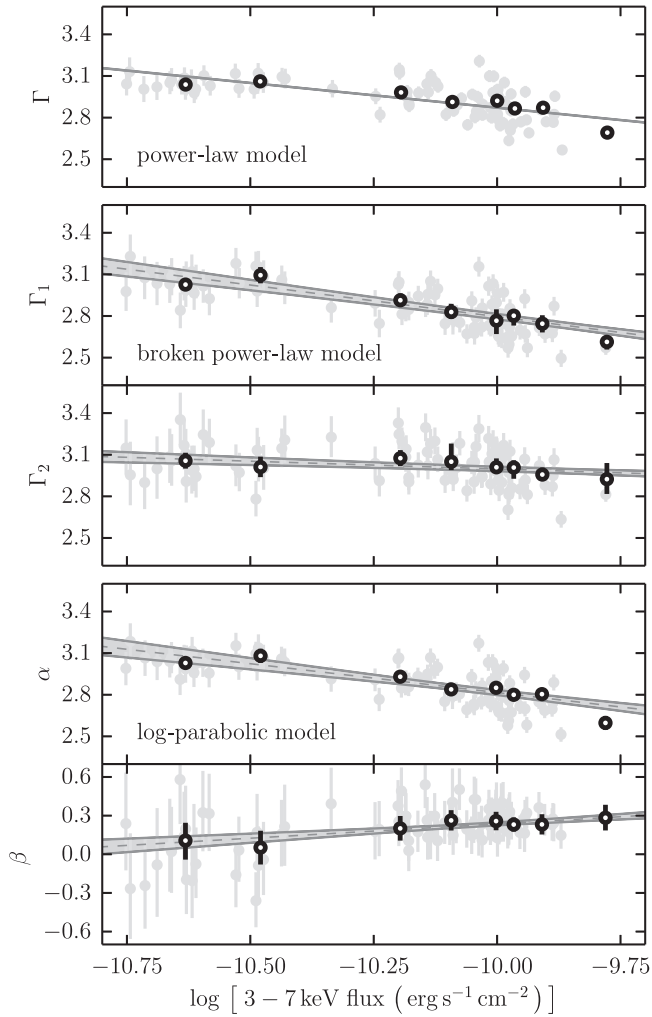 3.4
3.1
2.8
2.5
Γ
power-law model
3.4
3.1
2.8
2.5
Γ₁
broken power-law model
3.4
3.1
2.8
2.5
Γ₂
3.4
3.1
2.8
2.5
α
log-parabolic model
0.6
0.3
0.0
−0.3
−0.6
β
−10.75 −10.50 −10.25 −10.00 −9.75
log [ 3 − 7 keV flux ( erg s⁻¹ cm⁻² ) ]